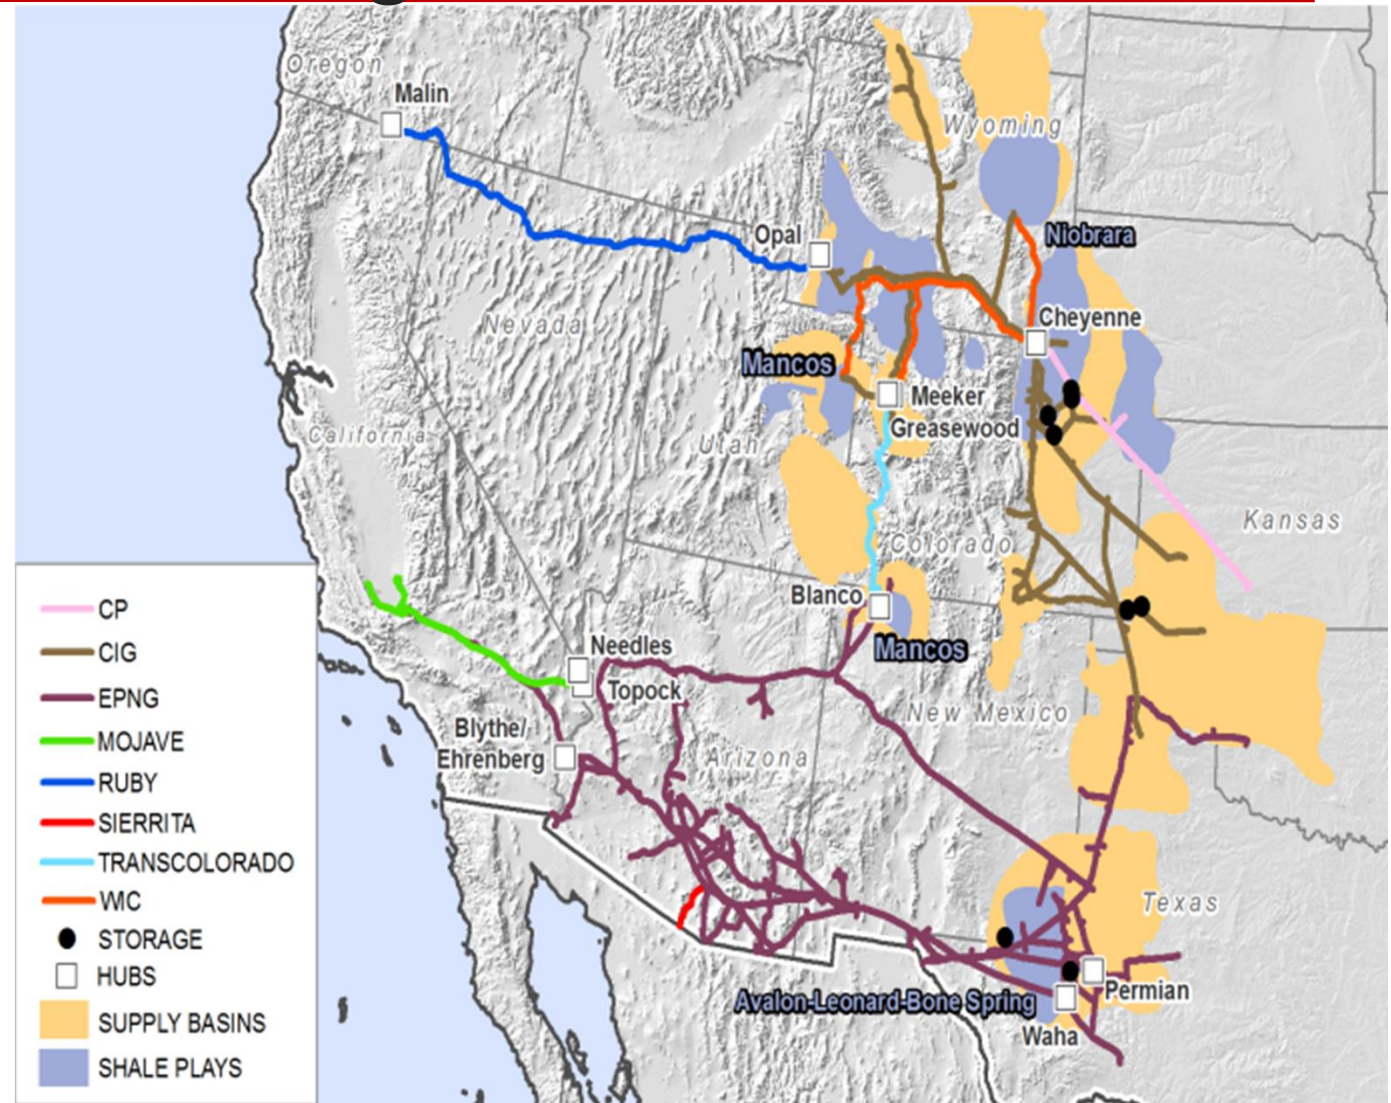 Oregon
Malin
Wyoming
Opal
Niobrara
Cheyenne
Nevada
Mancos
Meeker
Greasewood
California
Utah
Kansas
Colorado
Blanco
Mancos
CP
CIG
EPNG
MOJAVE
RUBY
SIERRITA
TRANSCOLORADO
WIC
STORAGE
HUBS
SUPPLY BASINS
SHALE PLAYS
Needles
Topock
New Mexico
Blythe/
Ehrenberg
Arizona
Texas
Permian
Avalon-Leonard-Bone Spring
Waha